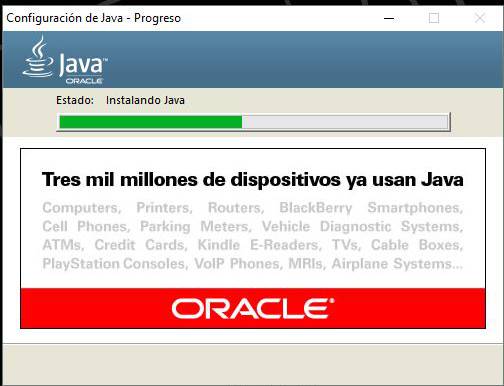 Configuración de Java - Progreso
Java™
ORACLE
Estado: Instalando Java
Tres mil millones de dispositivos ya usan Java
Computers, Printers, Routers, BlackBerry Smartphones,
Cell Phones, Parking Meters, Vehicle Diagnostic Systems,
ATMs, Credit Cards, Kindle E-Readers, TVs, Cable Boxes,
PlayStation Consoles, VoIP Phones, MRIs, Airplane Systems...
ORACLE®